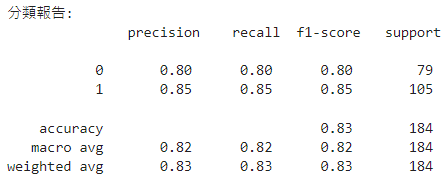 分類報告:
precision recall f1-score support
0 0.80 0.80 0.80 79
1 0.85 0.85 0.85 105
accuracy 0.83 184
macro avg 0.82 0.82 0.82 184
weighted avg 0.83 0.83 0.83 184